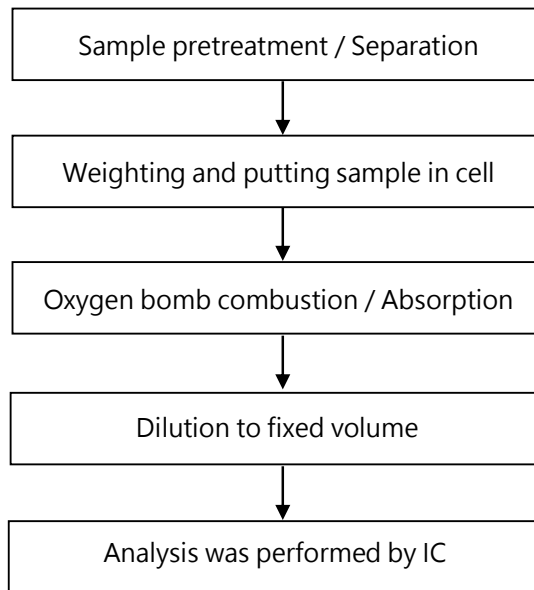 Sample pretreatment / Separation
Weighting and putting sample in cell
Oxygen bomb combustion / Absorption
Dilution to fixed volume
Analysis was performed by IC